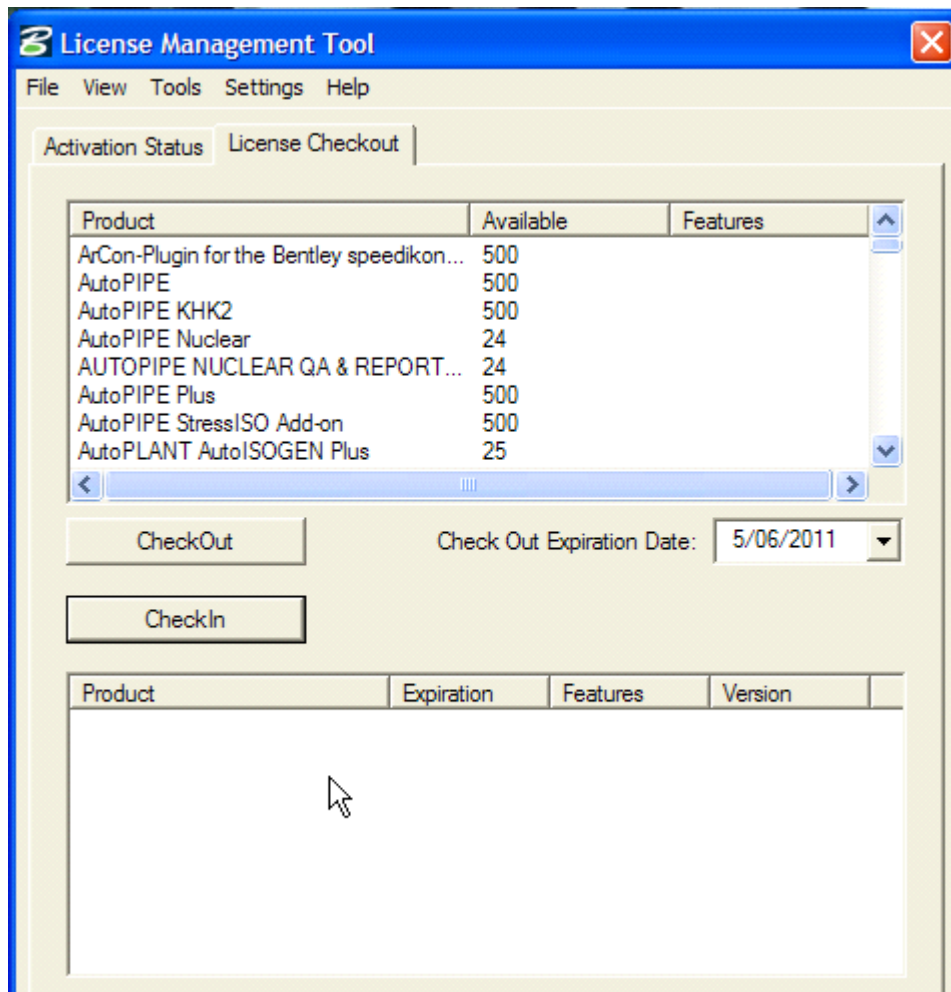 License Management Tool
File View Tools Settings Help
Activation Status License Checkout
Product Available Features
ArCon-Plugin for the Bentley speedikon... 500
AutoPIPE 500
AutoPIPE KHK2 500
AutoPIPE Nuclear 24
AUTOPIPE NUCLEAR QA & REPORT... 24
AutoPIPE Plus 500
AutoPIPE StressISO Add-on 500
AutoPLANT AutoISOGEN Plus 25
CheckOut Check Out Expiration Date: 5/06/2011
CheckIn
Product Expiration Features Version